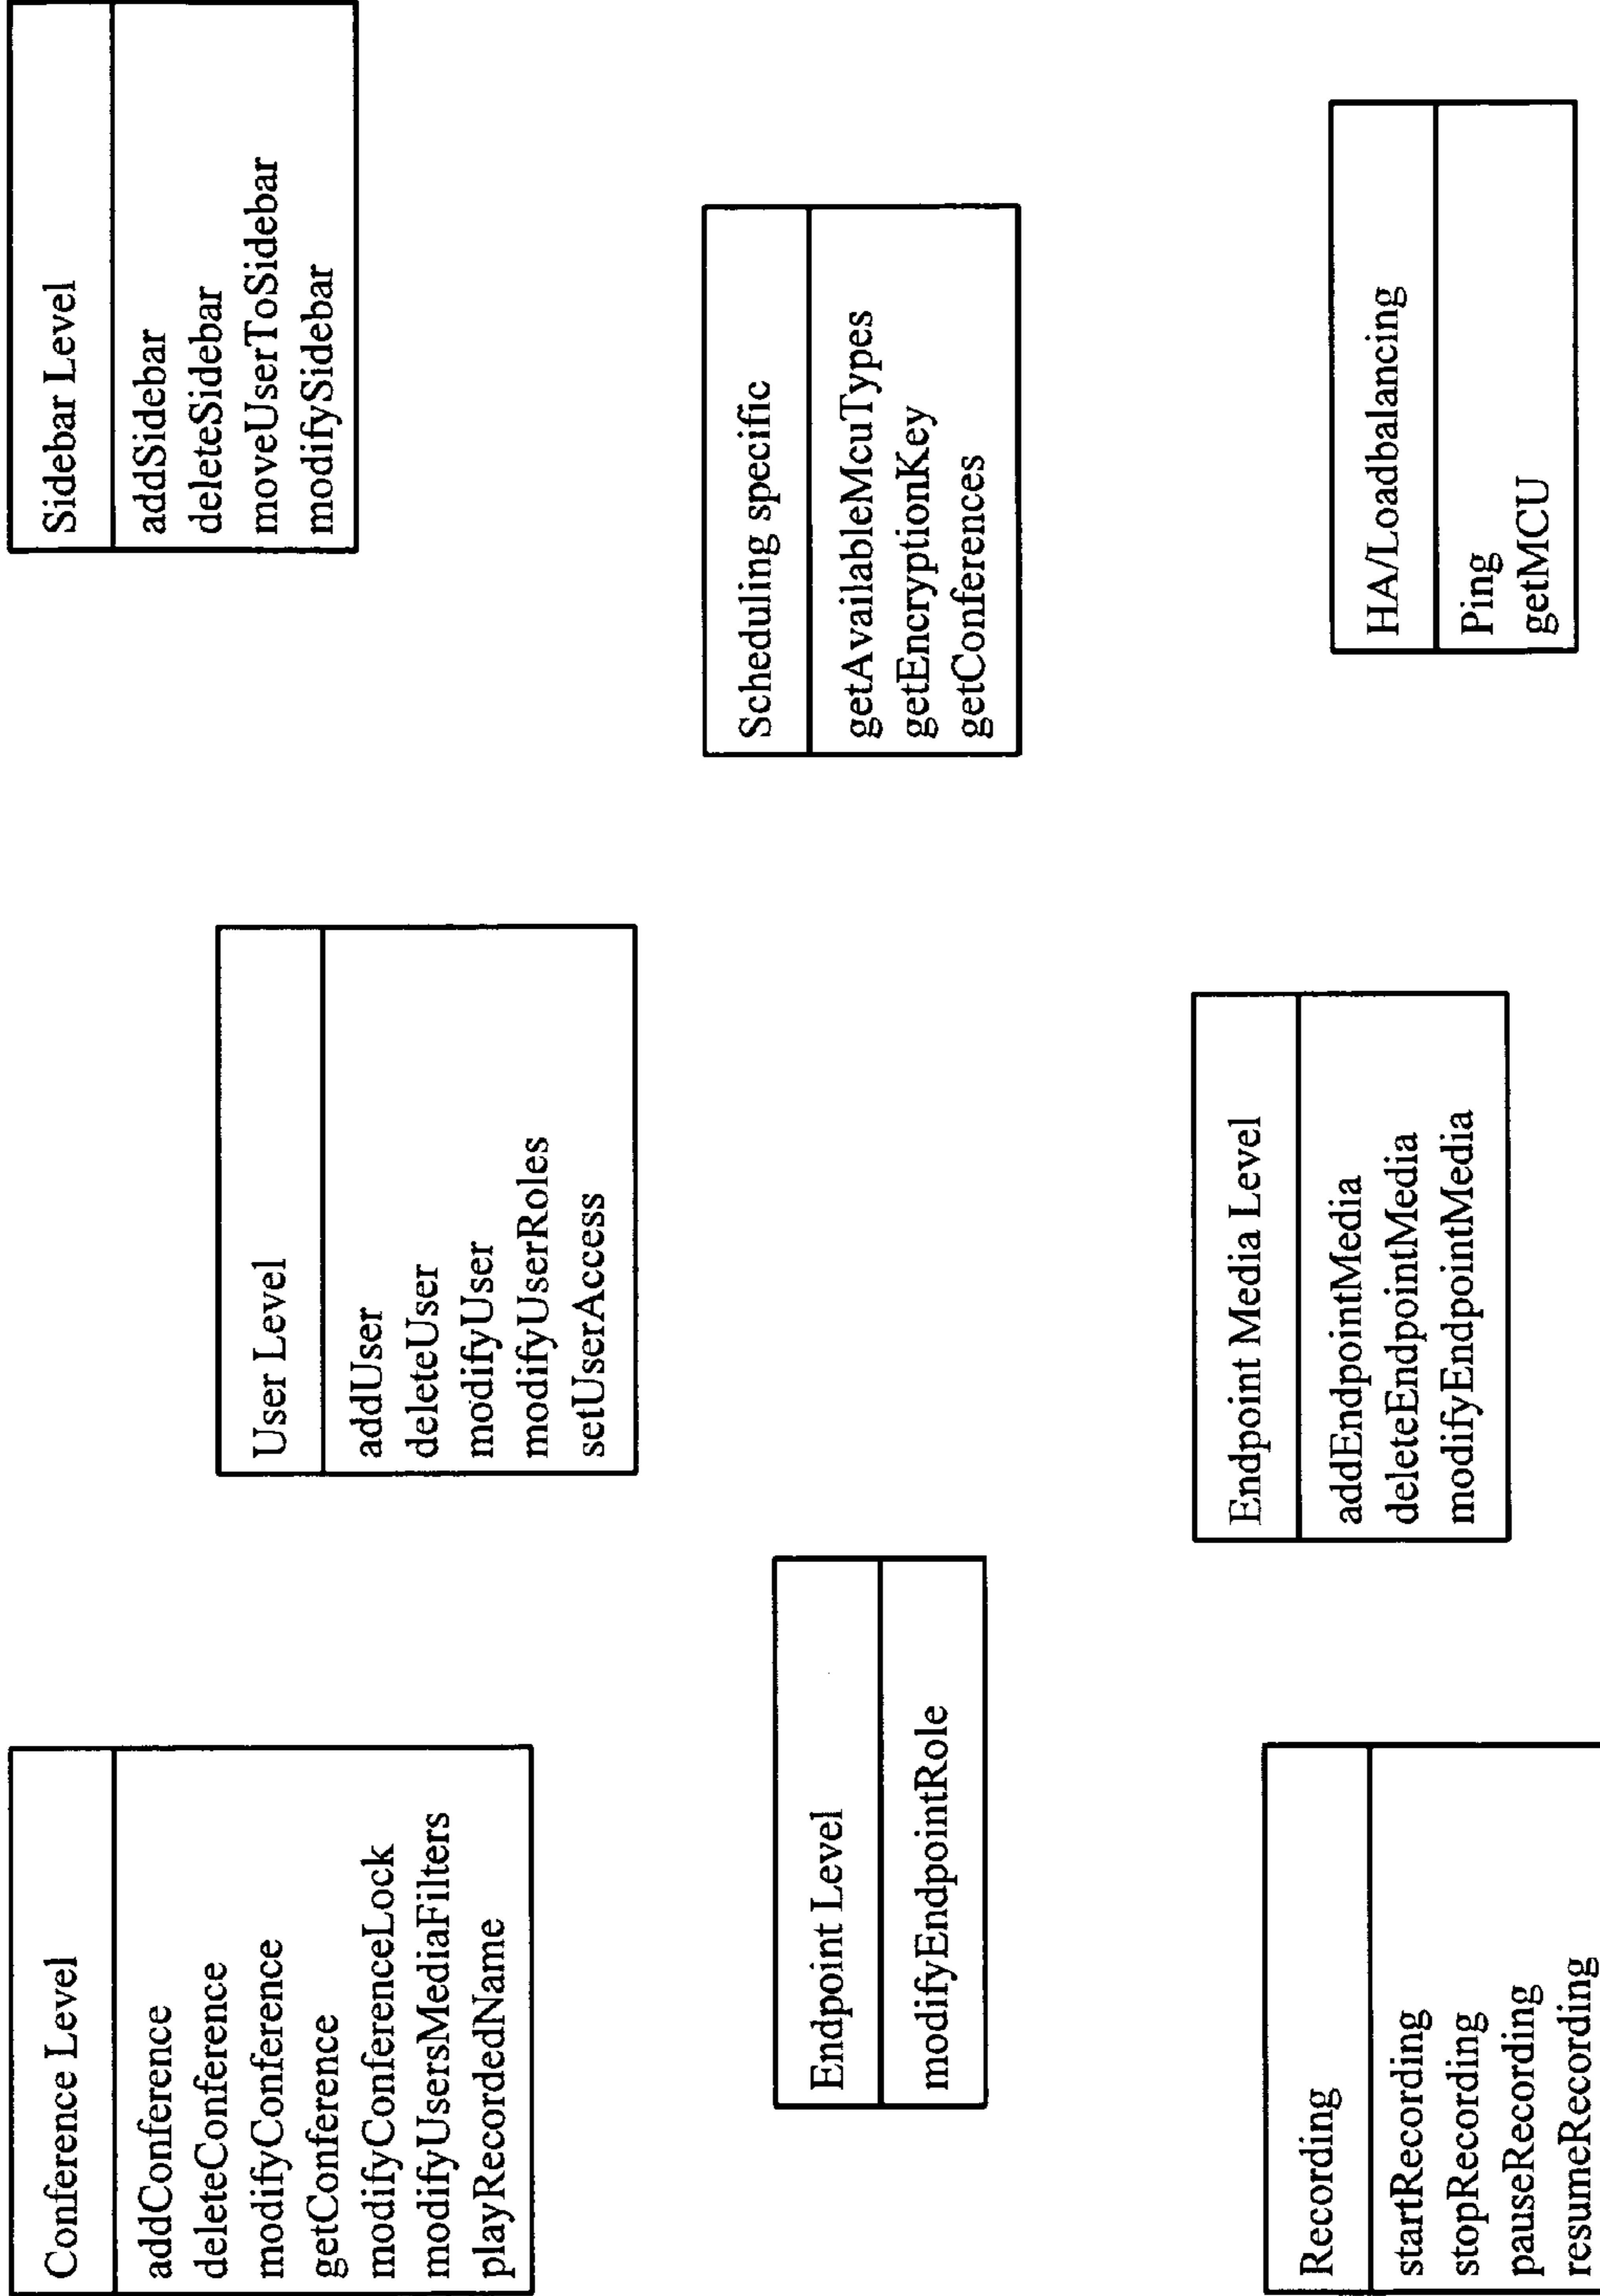 Conference Level
addConference
deleteConference
modifyConference
getConference
modifyConferenceLock
modifyUsersMediaFilters
playRecordedName
User Level
addUser
deleteUser
modifyUser
modifyUserRoles
setUserAccess
Sidebar Level
addSidebar
deleteSidebar
moveUserToSidebar
modifySidebar
Endpoint Level
modifyEndpointRole
Scheduling specific
getAvailableMcuTypes
getEncryptionKey
getConferences
Recording
startRecording
stopRecording
pauseRecording
resumeRecording
Endpoint Media Level
addEndpointMedia
deleteEndpointMedia
modifyEndpointMedia
HA/Loadbalancing
Ping
getMCU